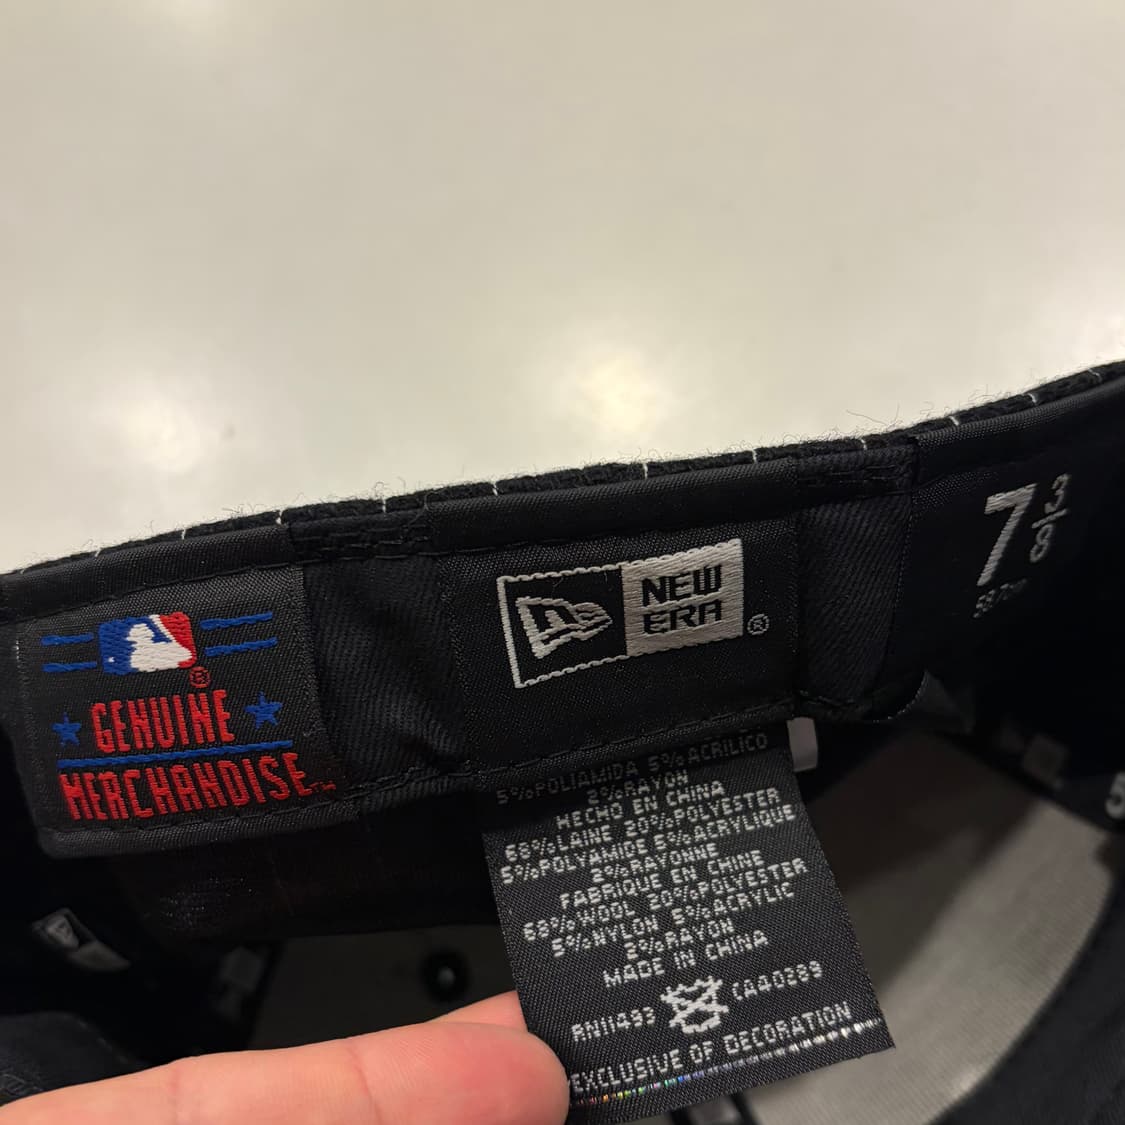 GENUINE
MERCHANDISE™
NEW
ERA®
7 3/8
5%POLIAMIDA 5%ACRILICO
2%RAYON
HECHO EN CHINA
68%LAINE 20%POLYESTER
5%POLYAMIDE 5%ACRYLIQUE
2%RAYONNE
FABRIQUE EN CHINE
68%WOOL 20%POLYESTER
5%NYLON 5%ACRYLIC
2%RAYON
MADE IN CHINA
RN11493 CA40289
EXCLUSIVE OF DECORATION